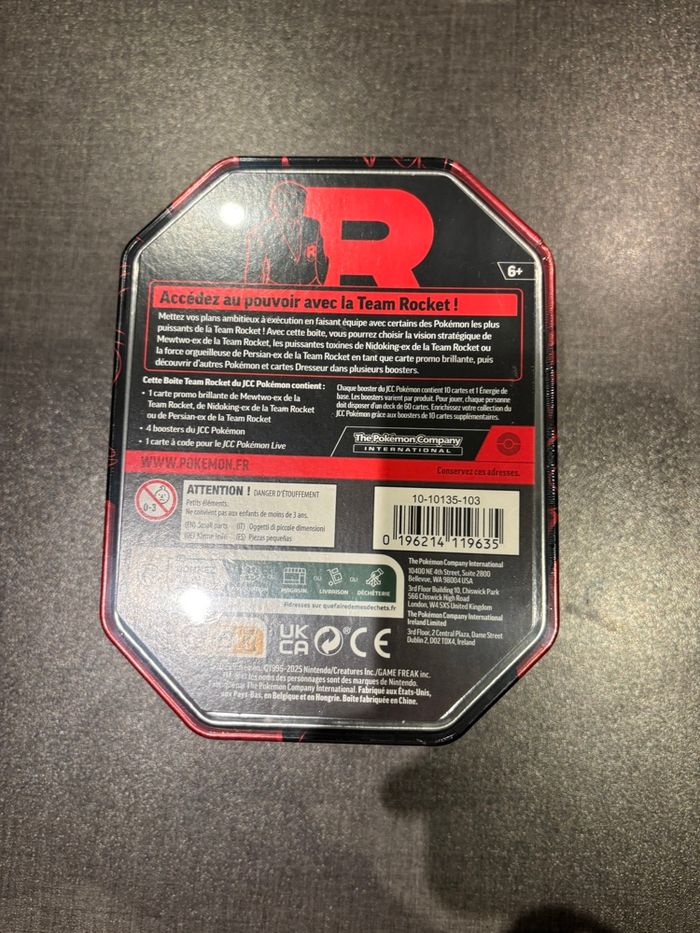 R
R
6+
Accédez au pouvoir avec la Team Rocket !
Mettez vos plans ambitieux à exécution en faisant équipe avec certains des Pokémon les plus
puissants de la Team Rocket ! Avec cette boîte, vous pourrez choisir la vision stratégique de
Mewtwo-ex de la Team Rocket, les puissantes toxines de Nidoking-ex de la Team Rocket ou
la force orgueilleuse de Persian-ex de la Team Rocket en tant que carte promo brillante, puis
découvrir d'autres Pokémon et cartes Dresseur dans plusieurs boosters.
Cette Boîte Team Rocket du JCC Pokémon contient :
• 1 carte promo brillante de Mewtwo-ex de la
Team Rocket, de Nidoking-ex de la Team Rocket
ou de Persian-ex de la Team Rocket
• 4 boosters du JCC Pokémon
• 1 carte à code pour le JCC Pokémon Live
Chaque booster du JCC Pokémon contient 10 cartes et 1 Énergie de
base. Les boosters varient par produit. Pour jouer, chaque personne
doit disposer d'un deck de 60 cartes. Enrichissez votre collection du
JCC Pokémon grâce aux boosters de 10 cartes supplémentaires.
The Pokémon Company
INTERNATIONAL
WWW.POKEMON.FR
Conservez ces adresses.
0-3
ATTENTION ! DANGER D'ÉTOUFFEMENT
Petits éléments.
Ne convient pas aux enfants de moins de 3 ans.
(EN) Small parts (IT) Oggetti di piccole dimensioni
(DE) Kleine Teile (ES) Piezas pequeñas
10-10135-103
0 196214 119635
MAGASIN
OU
LIVRAISON
OU
DÉCHÈTERIE
Adresses sur quefairedemesdechets.fr
The Pokémon Company International
10400 NE 4th Street, Suite 2800
Bellevue, WA 98004 USA
3rd Floor Building 10, Chiswick Park
566 Chiswick High Road
London, W4 5XS United Kingdom
The Pokémon Company International
Ireland Limited
3rd Floor, 2 Central Plaza, Dame Street
Dublin 2, D02 T0X4, Ireland
UK
CA
CE
©1995-2025 Nintendo/Creatures Inc./GAME FREAK inc.
et les noms des personnages sont des marques de Nintendo.
par The Pokémon Company International. Fabriqué aux États-Unis,
aux Pays-Bas, en Belgique et en Hongrie. Boîte fabriquée en Chine.